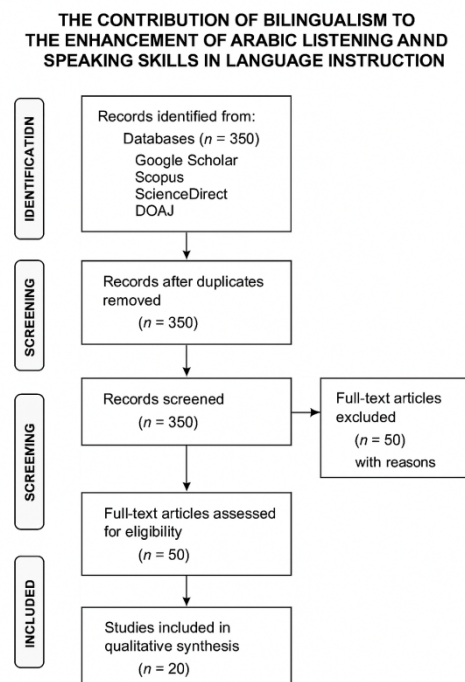 THE CONTRIBUTION OF BILINGUALISM TO
THE ENHANCEMENT OF ARABIC LISTENING ANND
SPEAKING SKILLS IN LANGUAGE INSTRUCTION
IDENTIFICATION
Records identified from:
Databases (n = 350)
Google Scholar
Scopus
ScienceDirect
DOAJ
SCREENING
Records after duplicates
removed
(n = 350)
SCREEMING
Records screened
(n = 350)
Full-text articles
excluded
(n = 50)
with reasons
Full-text articles assessed
for eligibility
(n = 50)
INCLUDED
Studies included in
qualitative synthesis
(n = 20)